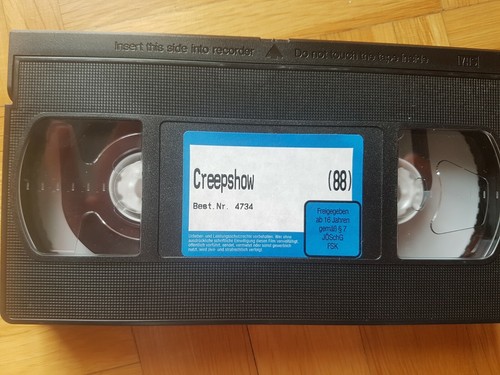 Insert this side into recorder Do not touch the tape inside
Creepshow (88)
Best.Nr. 4734
Freigegeben
ab 16 Jahren
gemäß § 7
JÖSchG
FSK